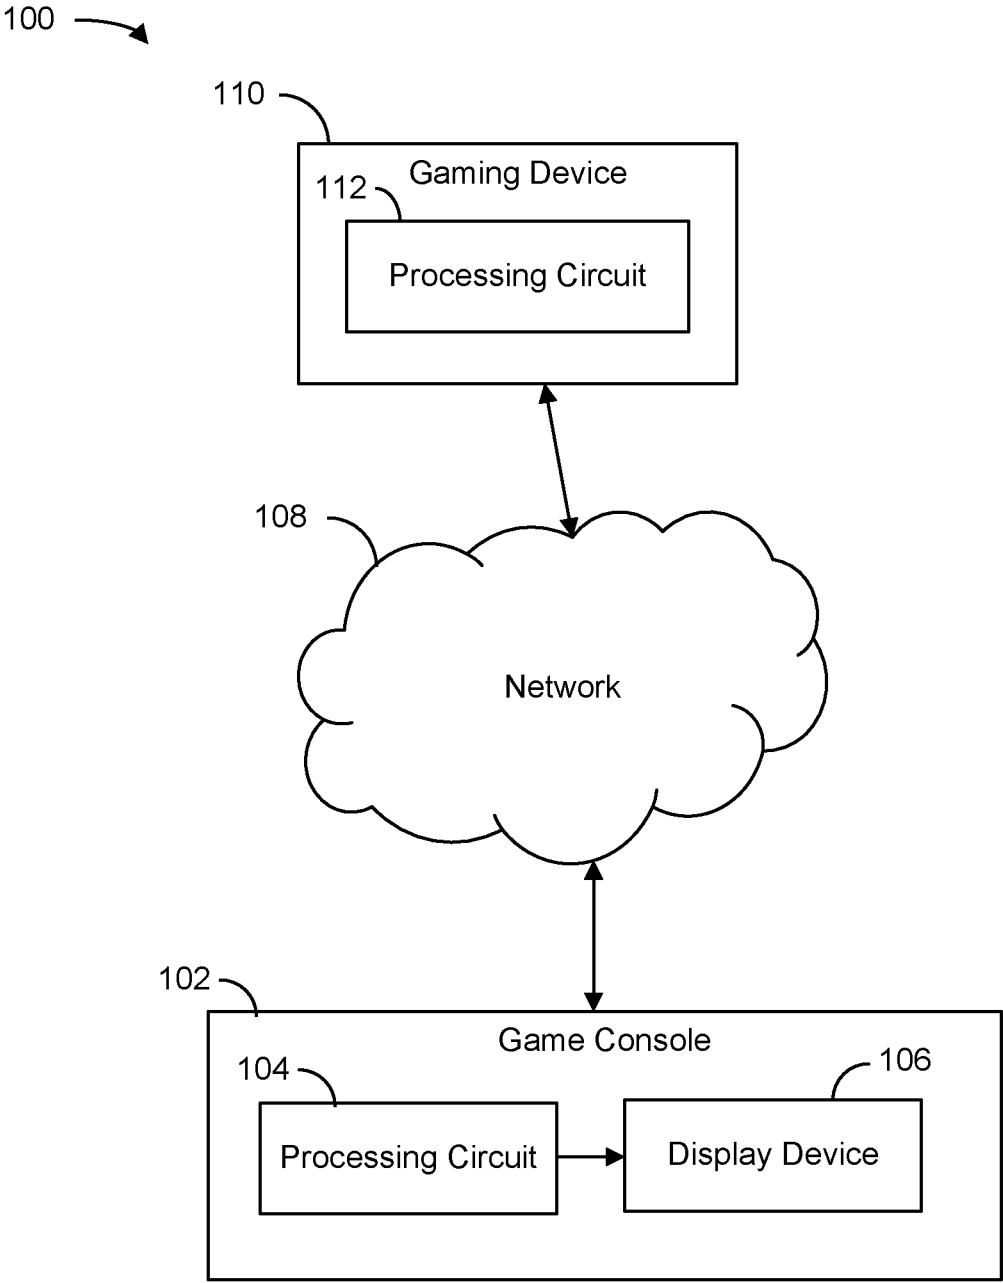 100
110
Gaming Device
112
Processing Circuit
108
Network
102
Game Console
104
106
Processing Circuit
Display Device